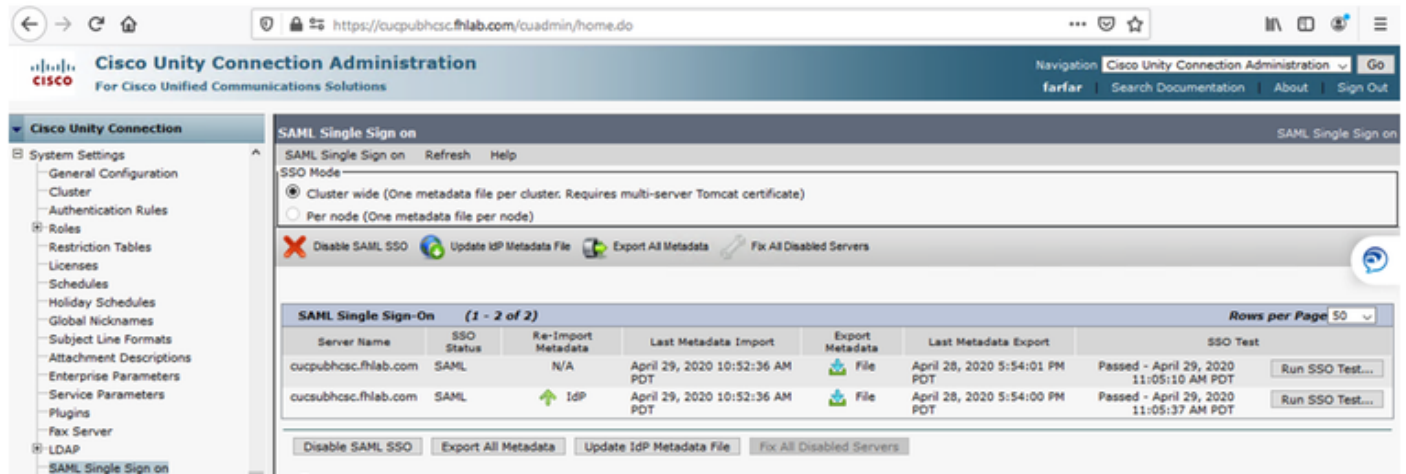 https://cucpubhcsc.fhlab.com/cuadmin/home.do
cisco
Cisco Unity Connection Administration
For Cisco Unified Communications Solutions
Navigation Cisco Unity Connection Administration Go
farfar | Search Documentation | About | Sign Out
Cisco Unity Connection
System Settings
General Configuration
Cluster
Authentication Rules
Roles
Restriction Tables
Licenses
Schedules
Holiday Schedules
Global Nicknames
Subject Line Formats
Attachment Descriptions
Enterprise Parameters
Service Parameters
Plugins
Fax Server
LDAP
SAML Single Sign on
SAML Single Sign on
SAML Single Sign on
SAML Single Sign on Refresh Help
SSO Mode
Cluster wide (One metadata file per cluster. Requires multi-server Tomcat certificate)
Per node (One metadata file per node)
Disable SAML SSO Update IdP Metadata File Export All Metadata Fix All Disabled Servers
SAML Single Sign-On (1 - 2 of 2) Rows per Page 50
Server Name SSO Status Re-Import Metadata Last Metadata Import Export Metadata Last Metadata Export SSO Test
cucpubhcsc.fhlab.com SAML N/A April 29, 2020 10:52:36 AM PDT File April 28, 2020 5:54:01 PM PDT Passed - April 29, 2020 11:05:10 AM PDT Run SSO Test...
cucsubhcsc.fhlab.com SAML IdP April 29, 2020 10:52:36 AM PDT File April 28, 2020 5:54:00 PM PDT Passed - April 29, 2020 11:05:37 AM PDT Run SSO Test...
Disable SAML SSO Export All Metadata Update IdP Metadata File Fix All Disabled Servers